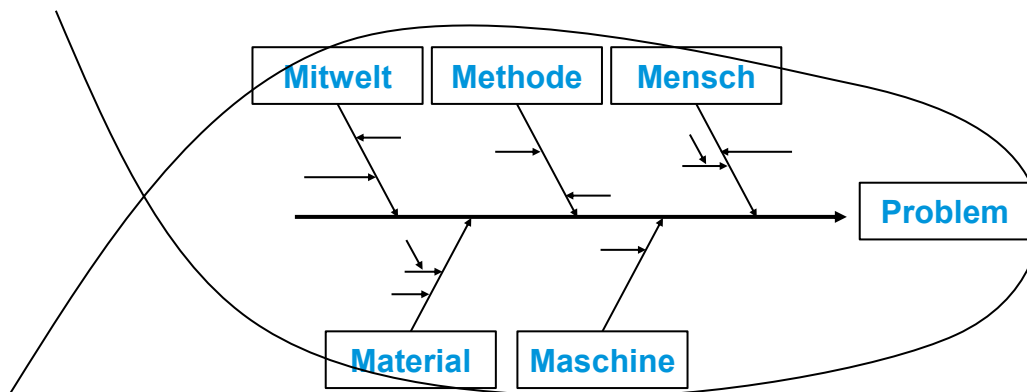 Mitwelt
Methode
Mensch
Problem
Material
Maschine